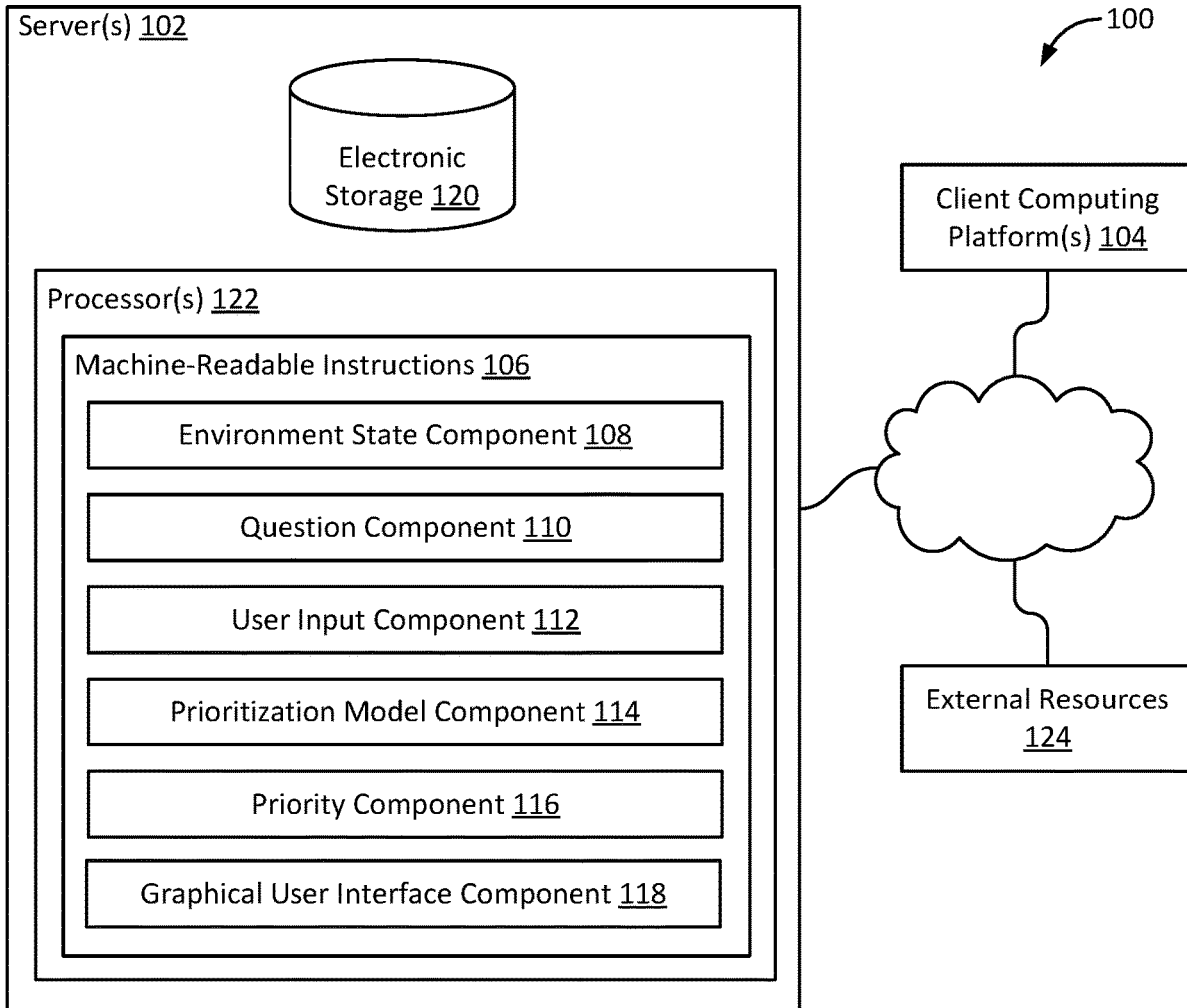 Server(s) 102
100
Electronic
Storage 120
Client Computing
Platform(s) 104
Processor(s) 122
Machine-Readable Instructions 106
Environment State Component 108
Question Component 110
User Input Component 112
Prioritization Model Component 114
Priority Component 116
Graphical User Interface Component 118
External Resources
124